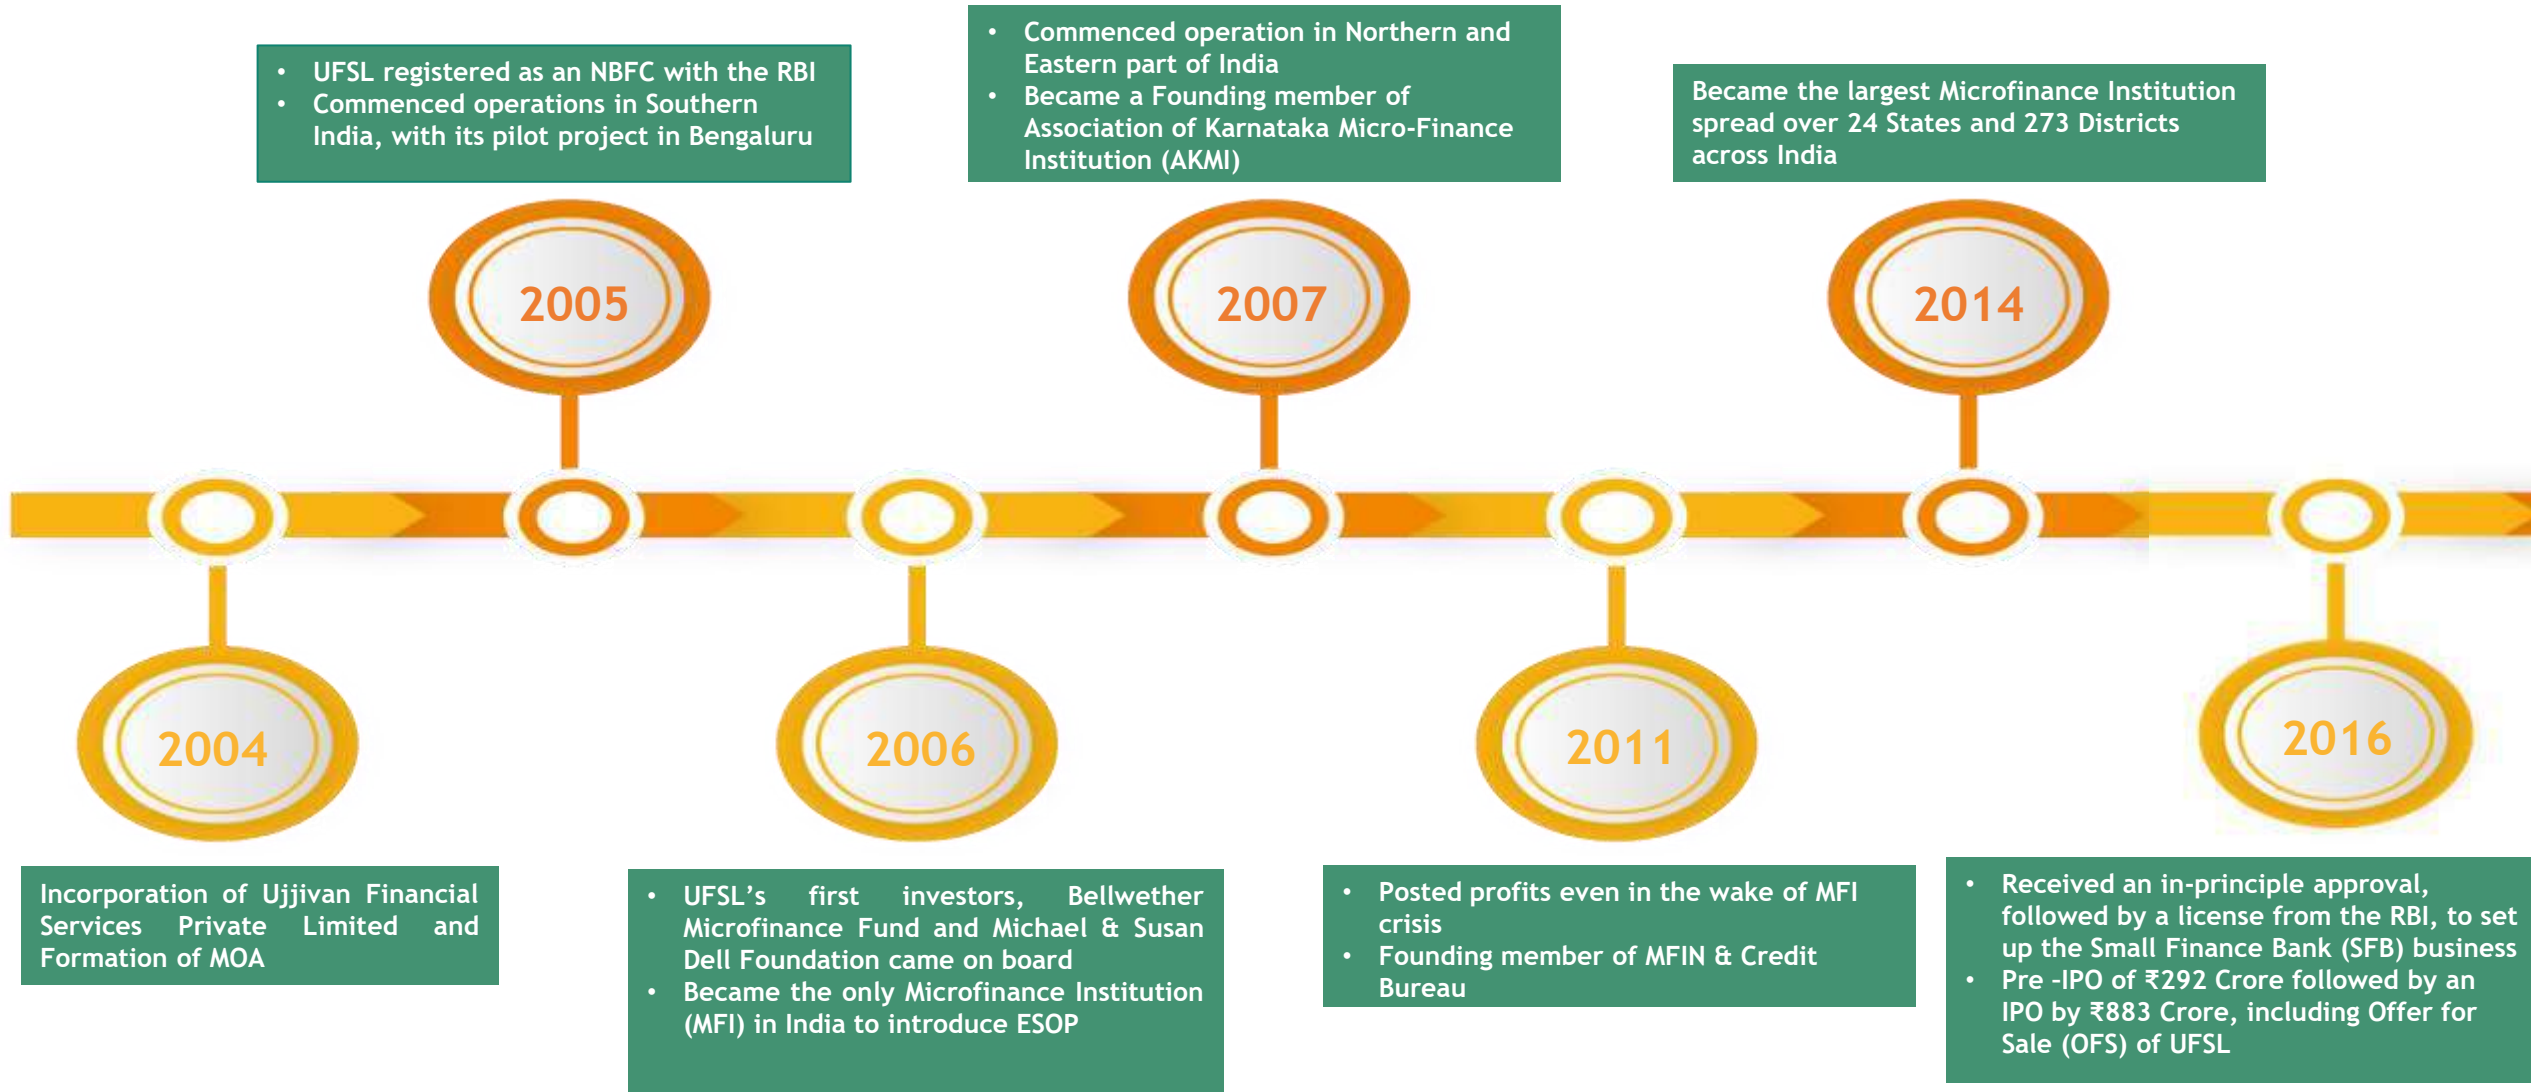 • UFSL registered as an NBFC with the RBI
• Commenced operations in Southern
India, with its pilot project in Bengaluru
2005
• Commenced operation in Northern and
Eastern part of India
• Became a Founding member of
Association of Karnataka Micro-Finance
Institution (AKMI)
2007
Became the largest Microfinance Institution
spread over 24 States and 273 Districts
across India
2014
2004
Incorporation of Ujjivan Financial
Services Private Limited and
Formation of MOA
2006
• UFSL’s first investors, Bellwether
Microfinance Fund and Michael & Susan
Dell Foundation came on board
• Became the only Microfinance Institution
(MFI) in India to introduce ESOP
2011
• Posted profits even in the wake of MFI
crisis
• Founding member of MFIN & Credit
Bureau
2016
• Received an in-principle approval,
followed by a license from the RBI, to set
up the Small Finance Bank (SFB) business
• Pre -IPO of ₹292 Crore followed by an
IPO by ₹883 Crore, including Offer for
Sale (OFS) of UFSL